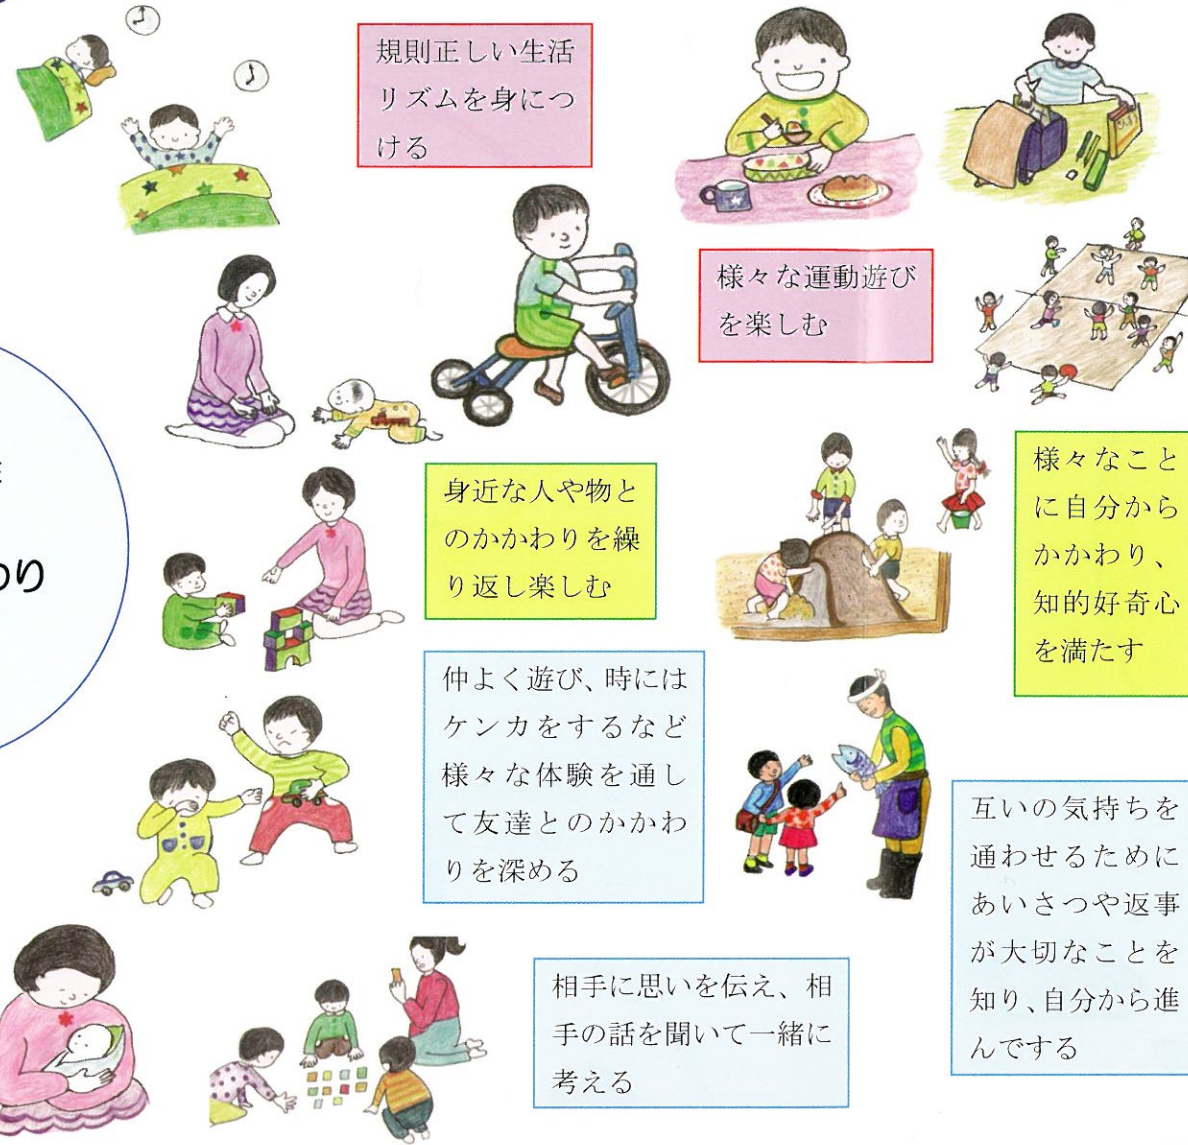 規則正しい生活
リズムを身につ
ける
様々な運動遊び
を楽しむ
身近な人や物と
のかかわりを繰
り返し楽しむ
様々なこと
に自分から
かかわり、
知的好奇心
を満たす
わり
仲よく遊び、時には
ケンカをするなど
様々な体験を通し
て友達とのかかわ
りを深める
互いの気持ちを
通わせるために
あいさつや返事
が大切なことを
知り、自分から進
んでする
相手に思いを伝え、相
手の話を聞いて一緒に
考える